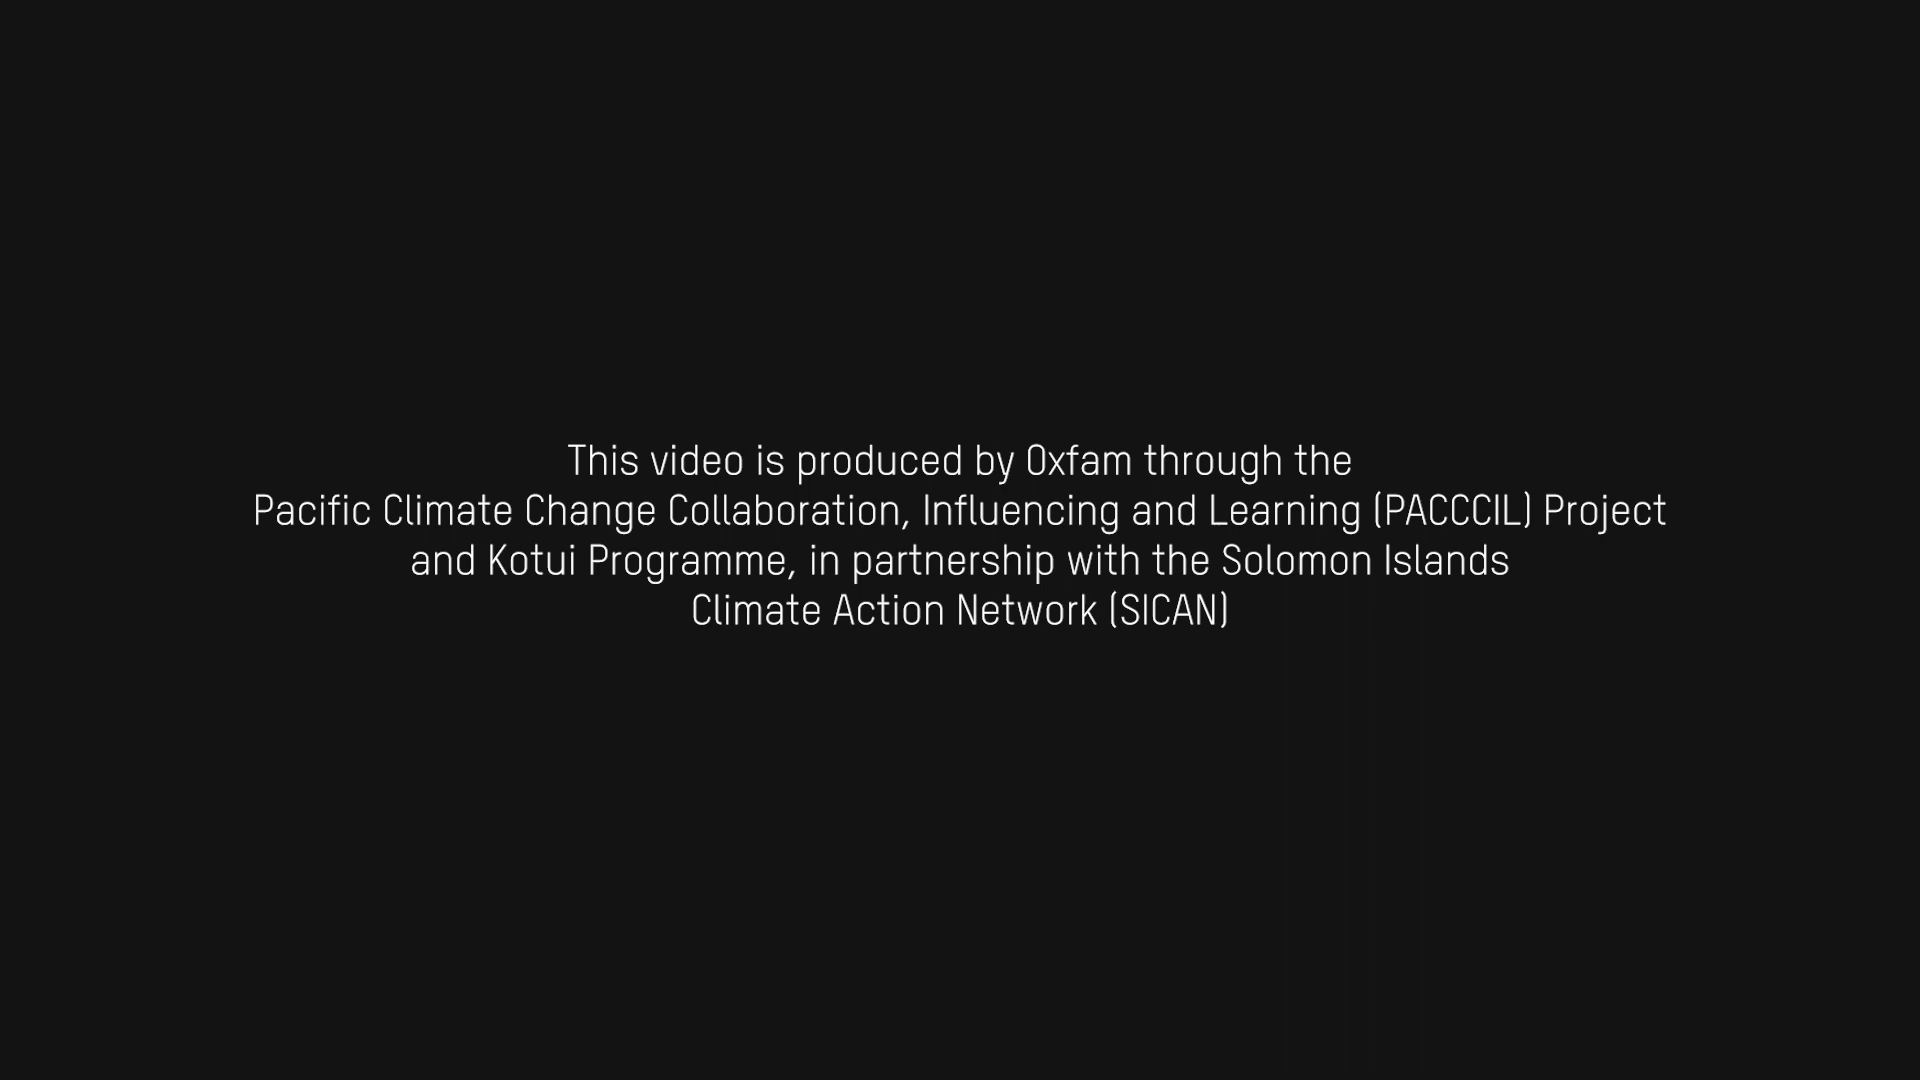 This video is produced by Oxfam through the
Pacific Climate Change Collaboration, Influencing and Learning (PACCCIL) Project
and Kotui Programme, in partnership with the Solomon Islands
Climate Action Network (SICAN)